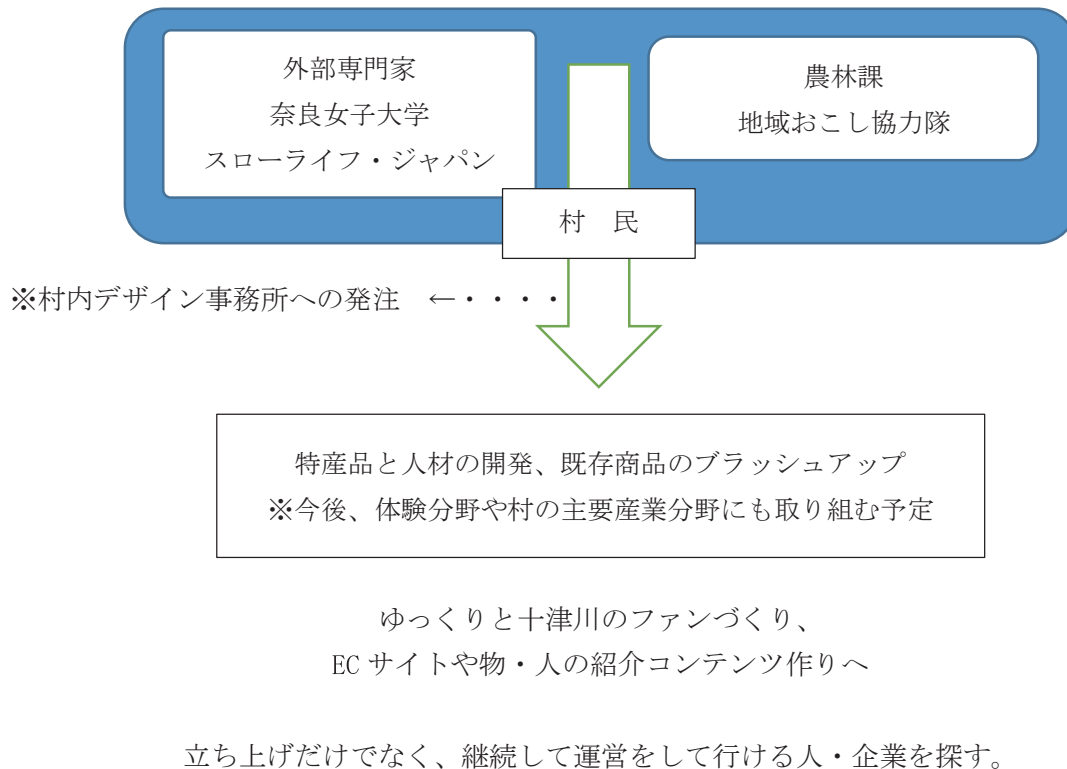 外部専門家
奈良女子大学
スローライフ・ジャパン
農林課
地域おこし協力隊
村　民
※村内デザイン事務所への発注　←・・・・
特産品と人材の開発、既存商品のブラッシュアップ
※今後、体験分野や村の主要産業分野にも取り組む予定
ゆっくりと十津川のファンづくり、
ECサイトや物・人の紹介コンテンツ作りへ
立ち上げだけでなく、継続して運営をして行ける人・企業を探す。